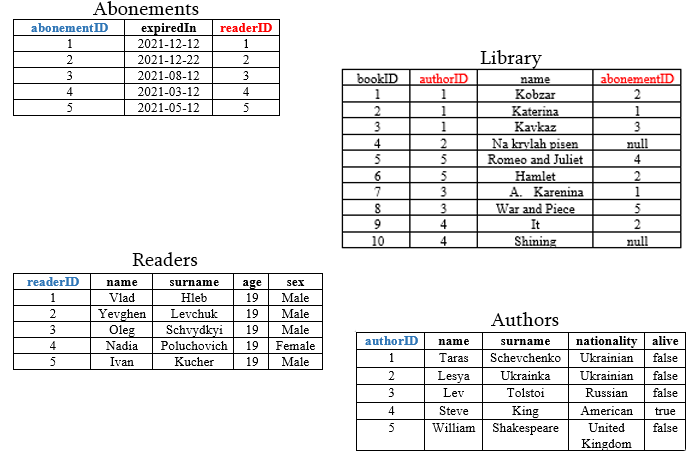 Abonements
abonementID expiredIn readerID
1 2021-12-12 1
2 2021-12-22 2
3 2021-08-12 3
4 2021-03-12 4
5 2021-05-12 5
Library
bookID authorID name abonementID
1 1 Kobzar 2
2 1 Katerina 1
3 1 Kavkaz 3
4 2 Na krylah pisen null
5 5 Romeo and Juliet 4
6 5 Hamlet 2
7 3 A. Karenina 1
8 3 War and Piece 5
9 4 It 2
10 4 Shining null
Readers
readerID name surname age sex
1 Vlad Hleb 19 Male
2 Yevghen Levchuk 19 Male
3 Oleg Schvydkyi 19 Male
4 Nadia Poluchovich 19 Female
5 Ivan Kucher 19 Male
Authors
authorID name surname nationality alive
1 Taras Schevchenko Ukrainian false
2 Lesya Ukrainka Ukrainian false
3 Lev Tolstoi Russian false
4 Steve King American true
5 William Shakespeare United false
Kingdom